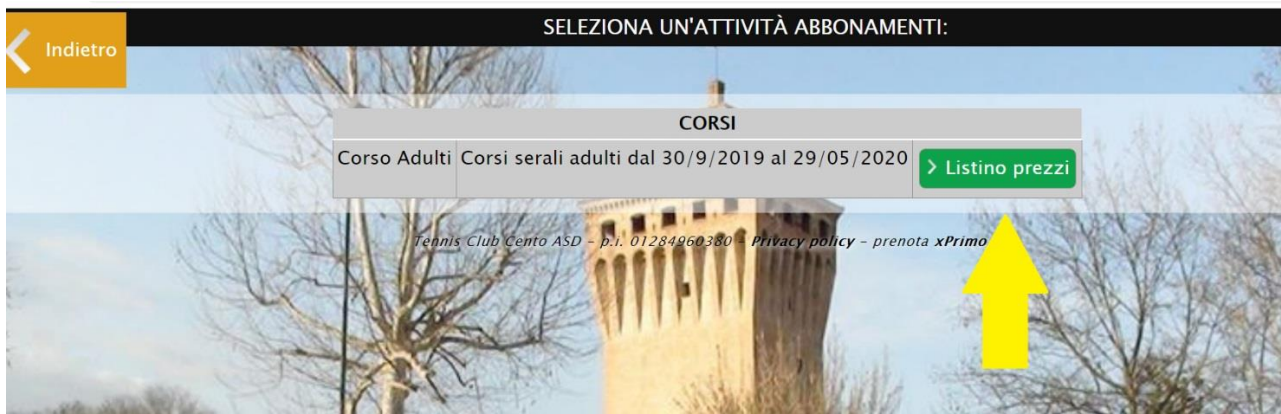 SELEZIONA UN'ATTIVITÀ ABBONAMENTI:
Indietro
CORSI
Corso Adulti Corsi serali adulti dal 30/9/2019 al 29/05/2020 > Listino prezzi
Tennis Club Cento ASD - p.i. 01284960380 - Privacy policy - prenota xPrimo